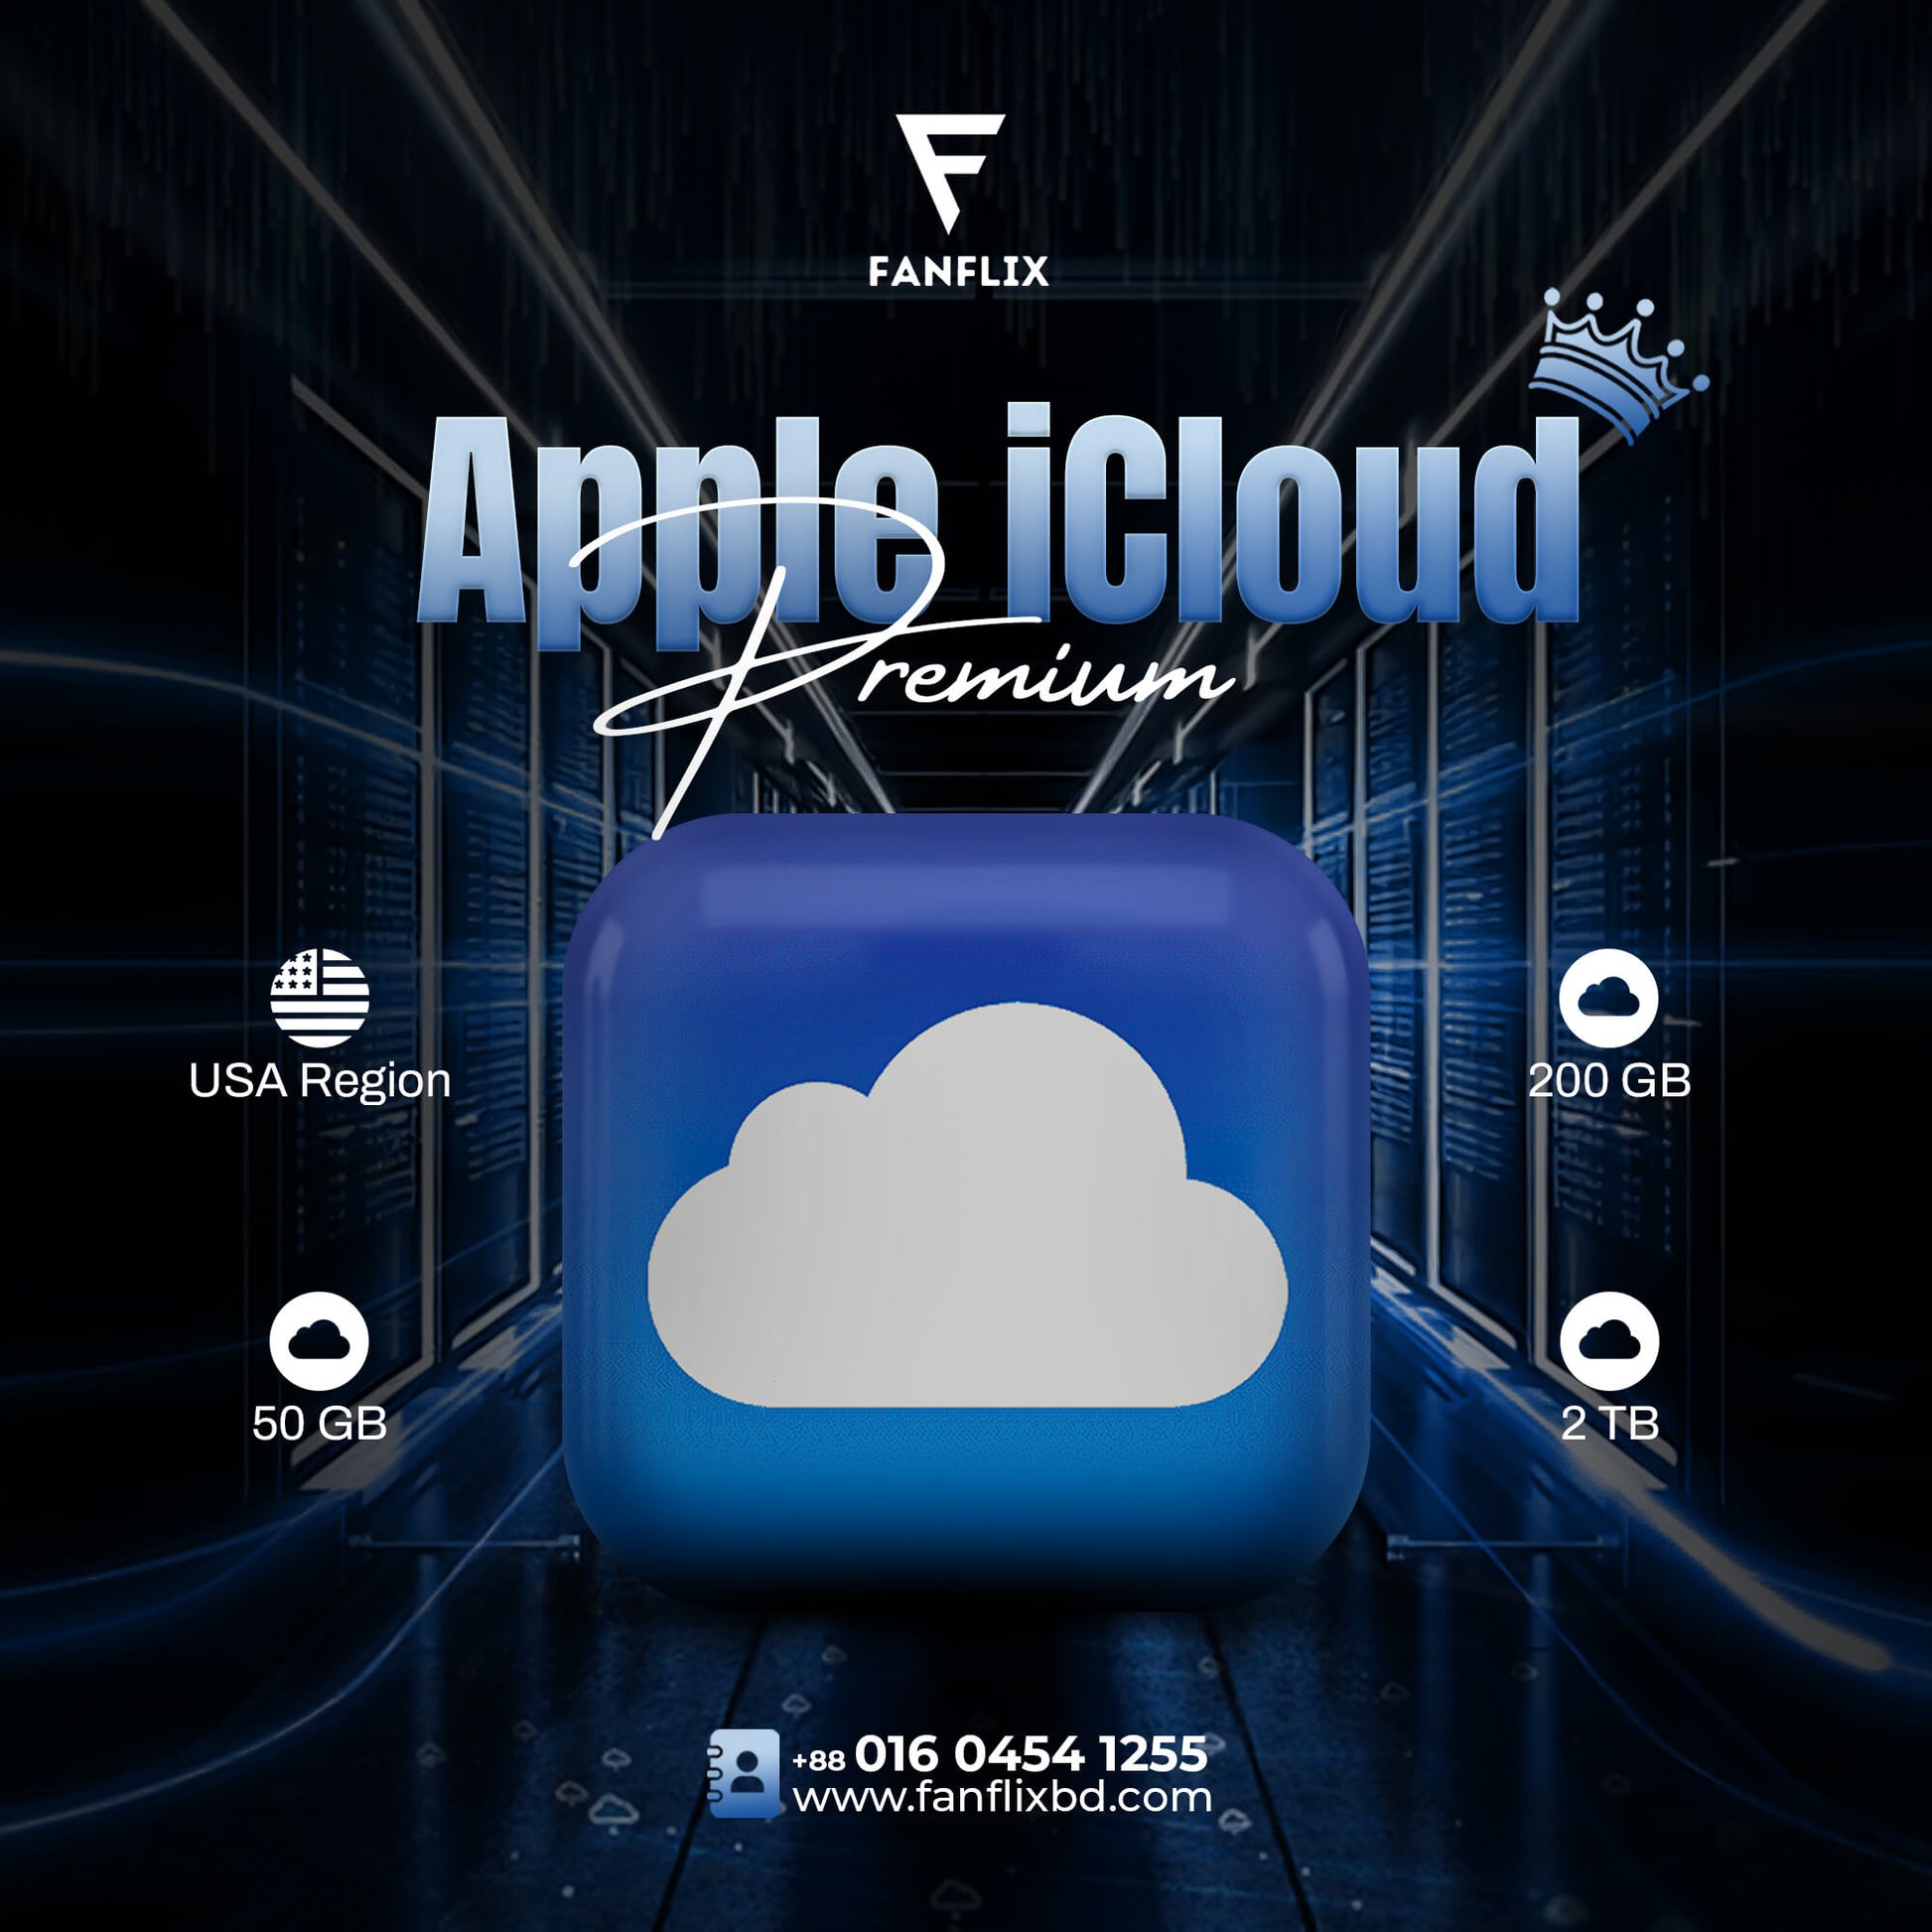 FANFLIX
Apple iCloud
Premium
USA Region
200 GB
50 GB
2 TB
+88 016 0454 1255
www.fanflixbd.com